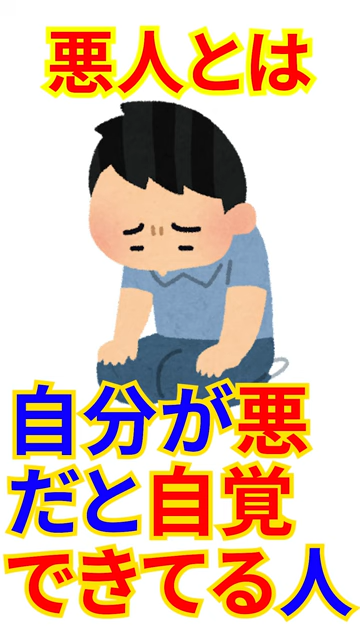 悪人とは
自分が悪
だと自覚
できてる人